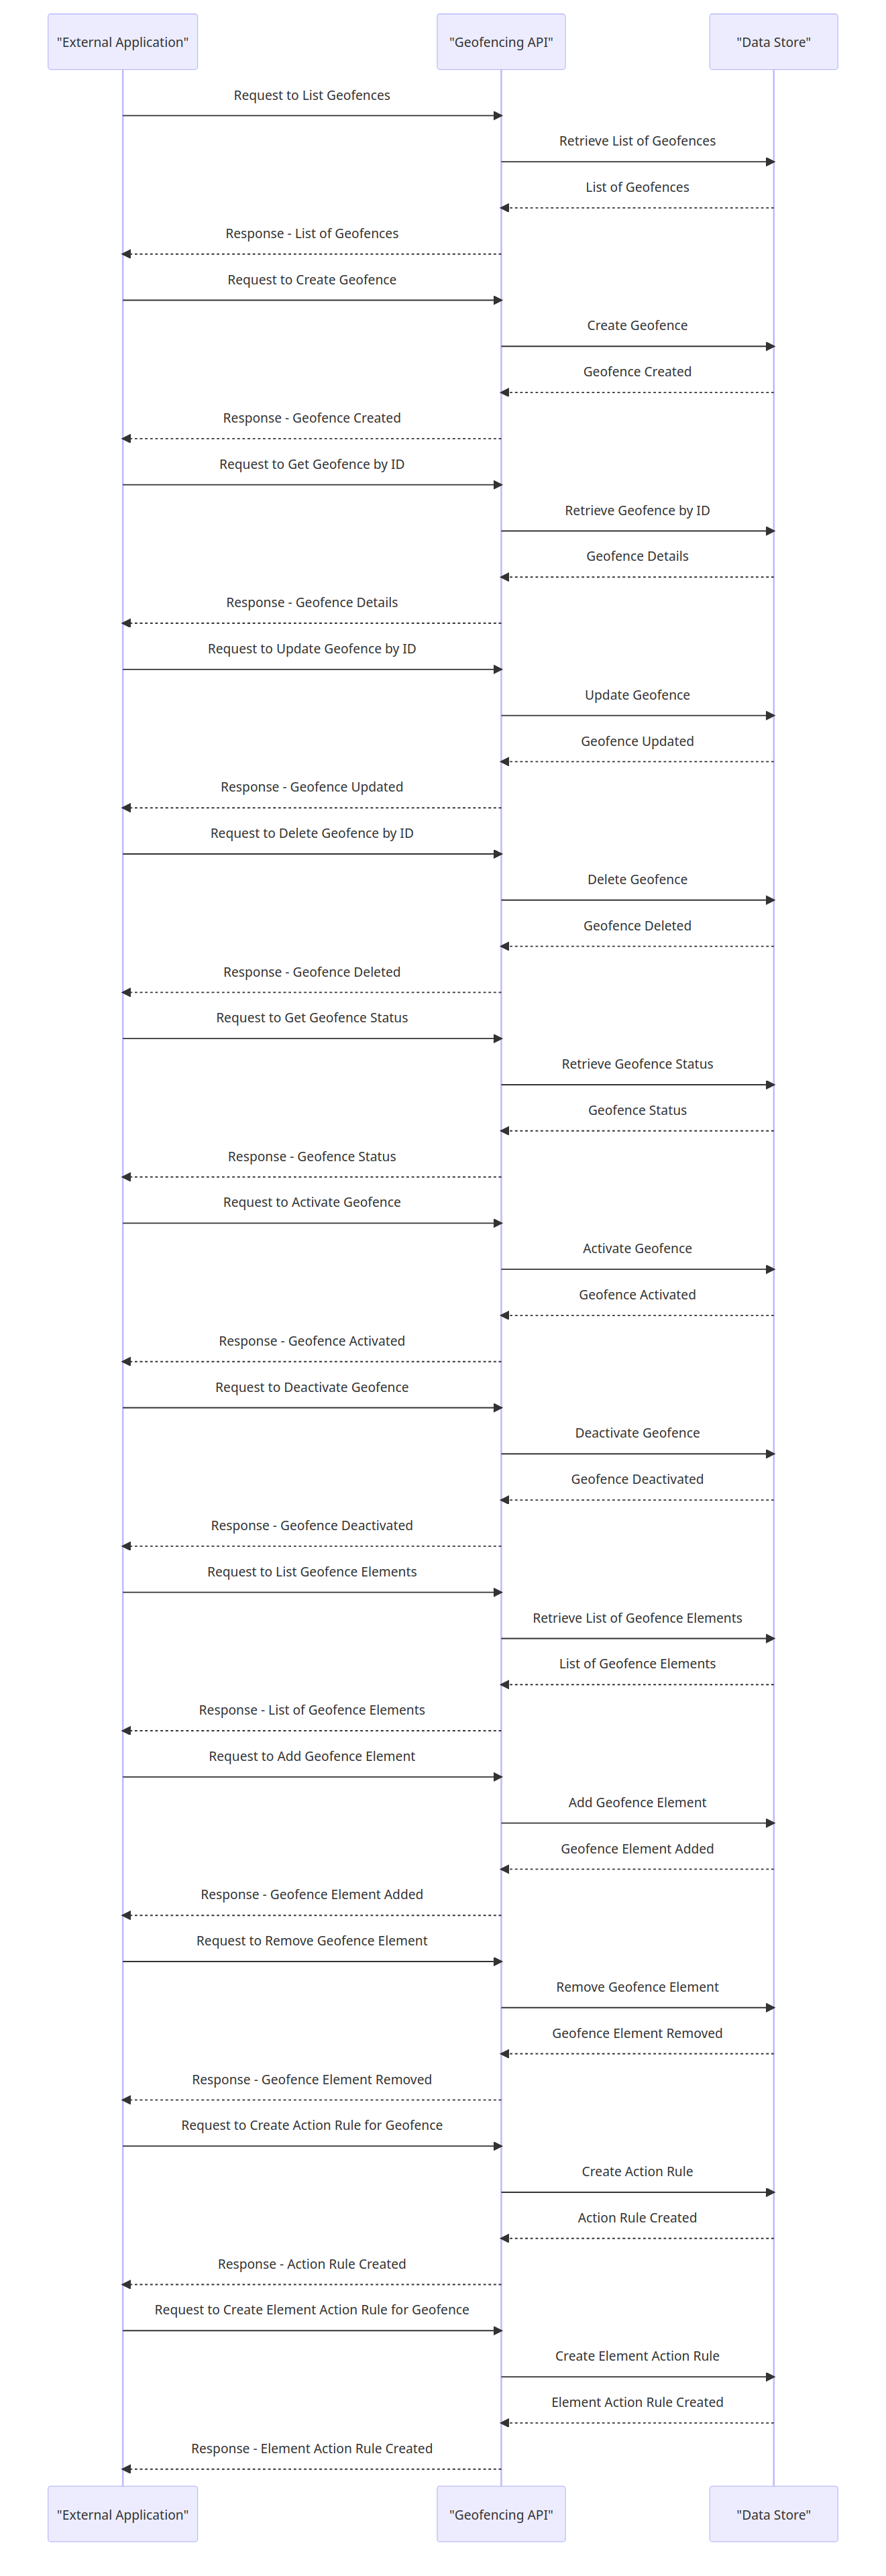 "External Application"
"Geofencing API"
"Data Store"
Request to List Geofences
Retrieve List of Geofences
List of Geofences
Response - List of Geofences
Request to Create Geofence
Create Geofence
Geofence Created
Response - Geofence Created
Request to Get Geofence by ID
Retrieve Geofence by ID
Geofence Details
Response - Geofence Details
Request to Update Geofence by ID
Update Geofence
Geofence Updated
Response - Geofence Updated
Request to Delete Geofence by ID
Delete Geofence
Geofence Deleted
Response - Geofence Deleted
Request to Get Geofence Status
Retrieve Geofence Status
Geofence Status
Response - Geofence Status
Request to Activate Geofence
Activate Geofence
Geofence Activated
Response - Geofence Activated
Request to Deactivate Geofence
Deactivate Geofence
Geofence Deactivated
Response - Geofence Deactivated
Request to List Geofence Elements
Retrieve List of Geofence Elements
List of Geofence Elements
Response - List of Geofence Elements
Request to Add Geofence Element
Add Geofence Element
Geofence Element Added
Response - Geofence Element Added
Request to Remove Geofence Element
Remove Geofence Element
Geofence Element Removed
Response - Geofence Element Removed
Request to Create Action Rule for Geofence
Create Action Rule
Action Rule Created
Response - Action Rule Created
Request to Create Element Action Rule for Geofence
Create Element Action Rule
Element Action Rule Created
Response - Element Action Rule Created
"External Application"
"Geofencing API"
"Data Store"